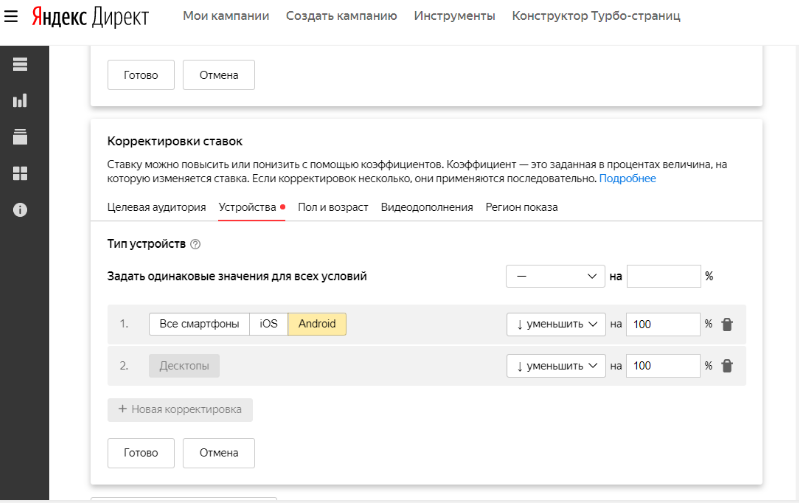 Яндекс Директ Мои кампании Создать кампанию Инструменты Конструктор Турбо-страниц
Готово Отмена
Корректировки ставок
Ставку можно повысить или понизить с помощью коэффициентов. Коэффициент — это заданная в процентах величина, на
которую изменяется ставка. Если корректировок несколько, они применяются последовательно. Подробнее
Целевая аудитория Устройства Пол и возраст Видеодополнения Регион показа
Тип устройств ?
Задать одинаковые значения для всех условий — на %
1. Все смартфоны iOS Android ↓ уменьшить на 100 %
2. Десктопы ↓ уменьшить на 100 %
+ Новая корректировка
Готово Отмена